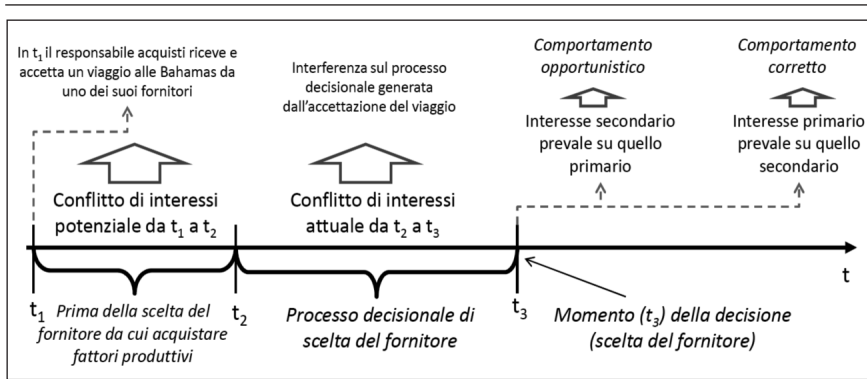 In t1 il responsabile acquisti riceve e
accetta un viaggio alle Bahamas da
uno dei suoi fornitori
Interferenza sul processo
decisionale generata
dall'accettazione del viaggio
Comportamento
opportunistico
Comportamento
corretto
Interesse secondario
prevale su quello
primario
Interesse primario
prevale su quello
secondario
Conflitto di interessi
potenziale da t1 a t2
Conflitto di interessi
attuale da t2 a t3
t
t1
Prima della scelta del
fornitore da cui acquistare
fattori produttivi
t2
Processo decisionale di
scelta del fornitore
t3
Momento (t3) della decisione
(scelta del fornitore)